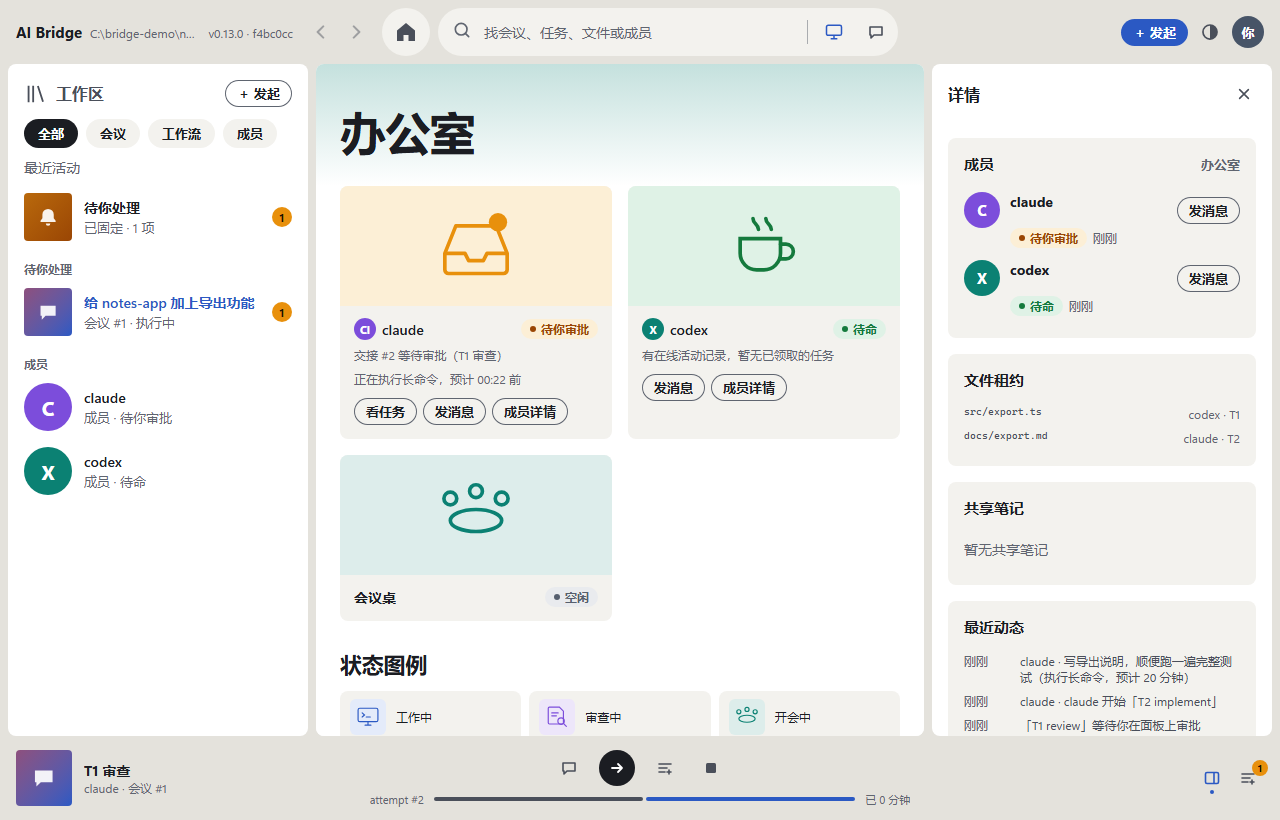 AI Bridge
C:\bridge-demo\n...
v0.13.0 · f4bc0cc
找会议、任务、文件或成员
+ 发起
你
工作区
+ 发起
全部
会议
工作流
成员
最近活动
待你处理
已固定 · 1 项
1
待你处理
给 notes-app 加上导出功能
会议 #1 · 执行中
1
成员
C
claude
成员 · 待你审批
X
codex
成员 · 待命
办公室
Cl
claude
待你审批
交接 #2 等待审批（T1 审查）
正在执行长命令，预计 00:22 前
看任务
发消息
成员详情
X
codex
待命
有在线活动记录，暂无已领取的任务
发消息
成员详情
会议桌
空闲
状态图例
工作中
审查中
开会中
详情
成员
办公室
C
claude
发消息
待你审批
刚刚
X
codex
发消息
待命
刚刚
文件租约
src/export.ts
codex · T1
docs/export.md
claude · T2
共享笔记
暂无共享笔记
最近动态
刚刚
claude · 写导出说明，顺便跑一遍完整测
试（执行长命令，预计 20 分钟）
刚刚
claude · claude 开始「T2 implement」
刚刚
「T1 review」等待你在面板上审批
T1 审查
claude · 会议 #1
attempt #2
已 0 分钟
1